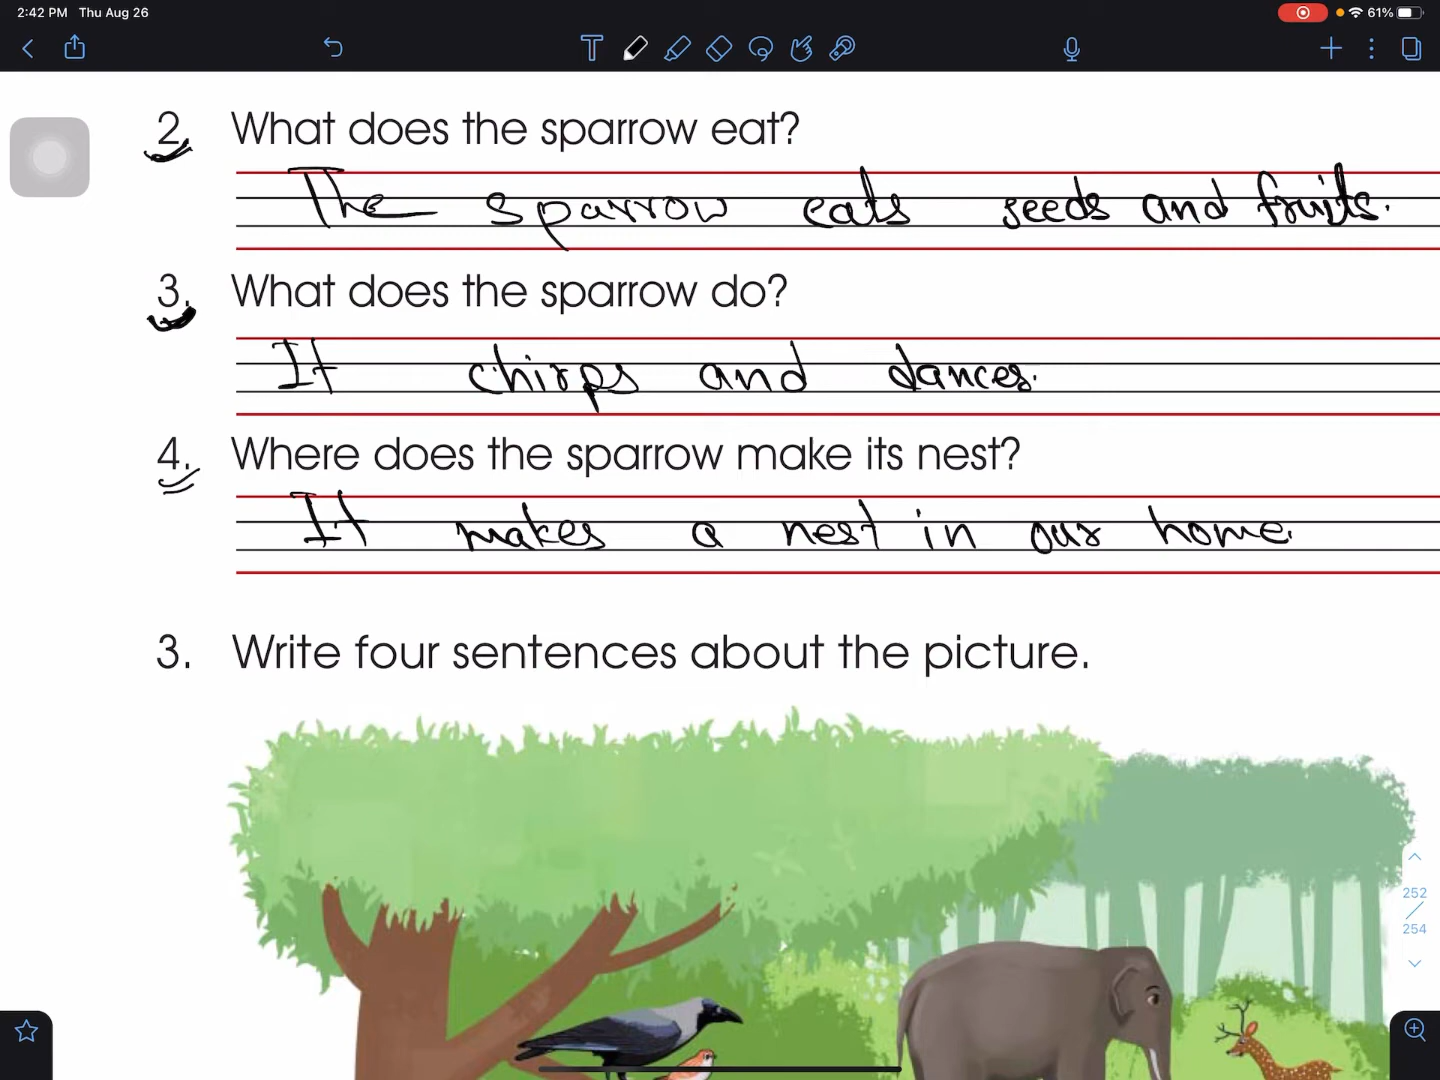 2:42 PM Thu Aug 26
61%
T
2. What does the sparrow eat?
The sparrow eats seeds and fruits.
3. What does the sparrow do?
It chirps and dances.
4. Where does the sparrow make its nest?
It makes a nest in our home.
3. Write four sentences about the picture.
252
254